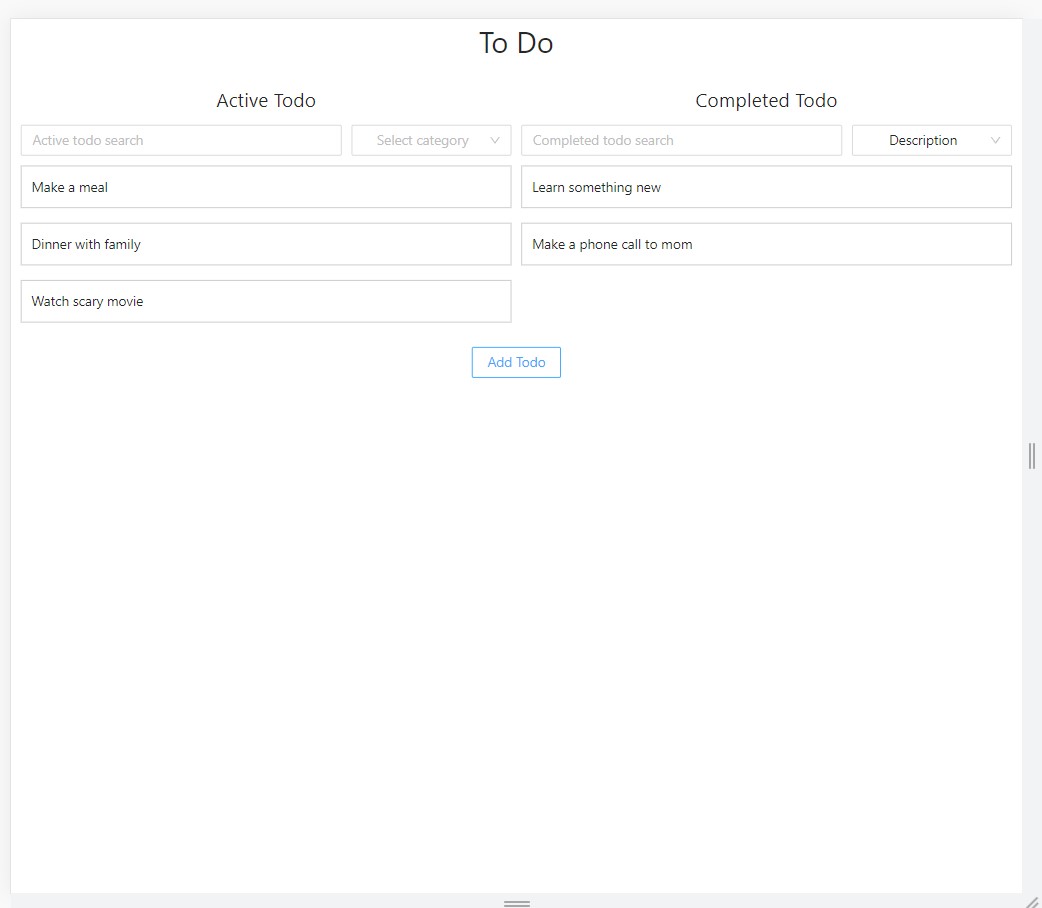 To Do
Active Todo
Completed Todo
Active todo search
Select category
Completed todo search
Description
Make a meal
Learn something new
Dinner with family
Make a phone call to mom
Watch scary movie
Add Todo